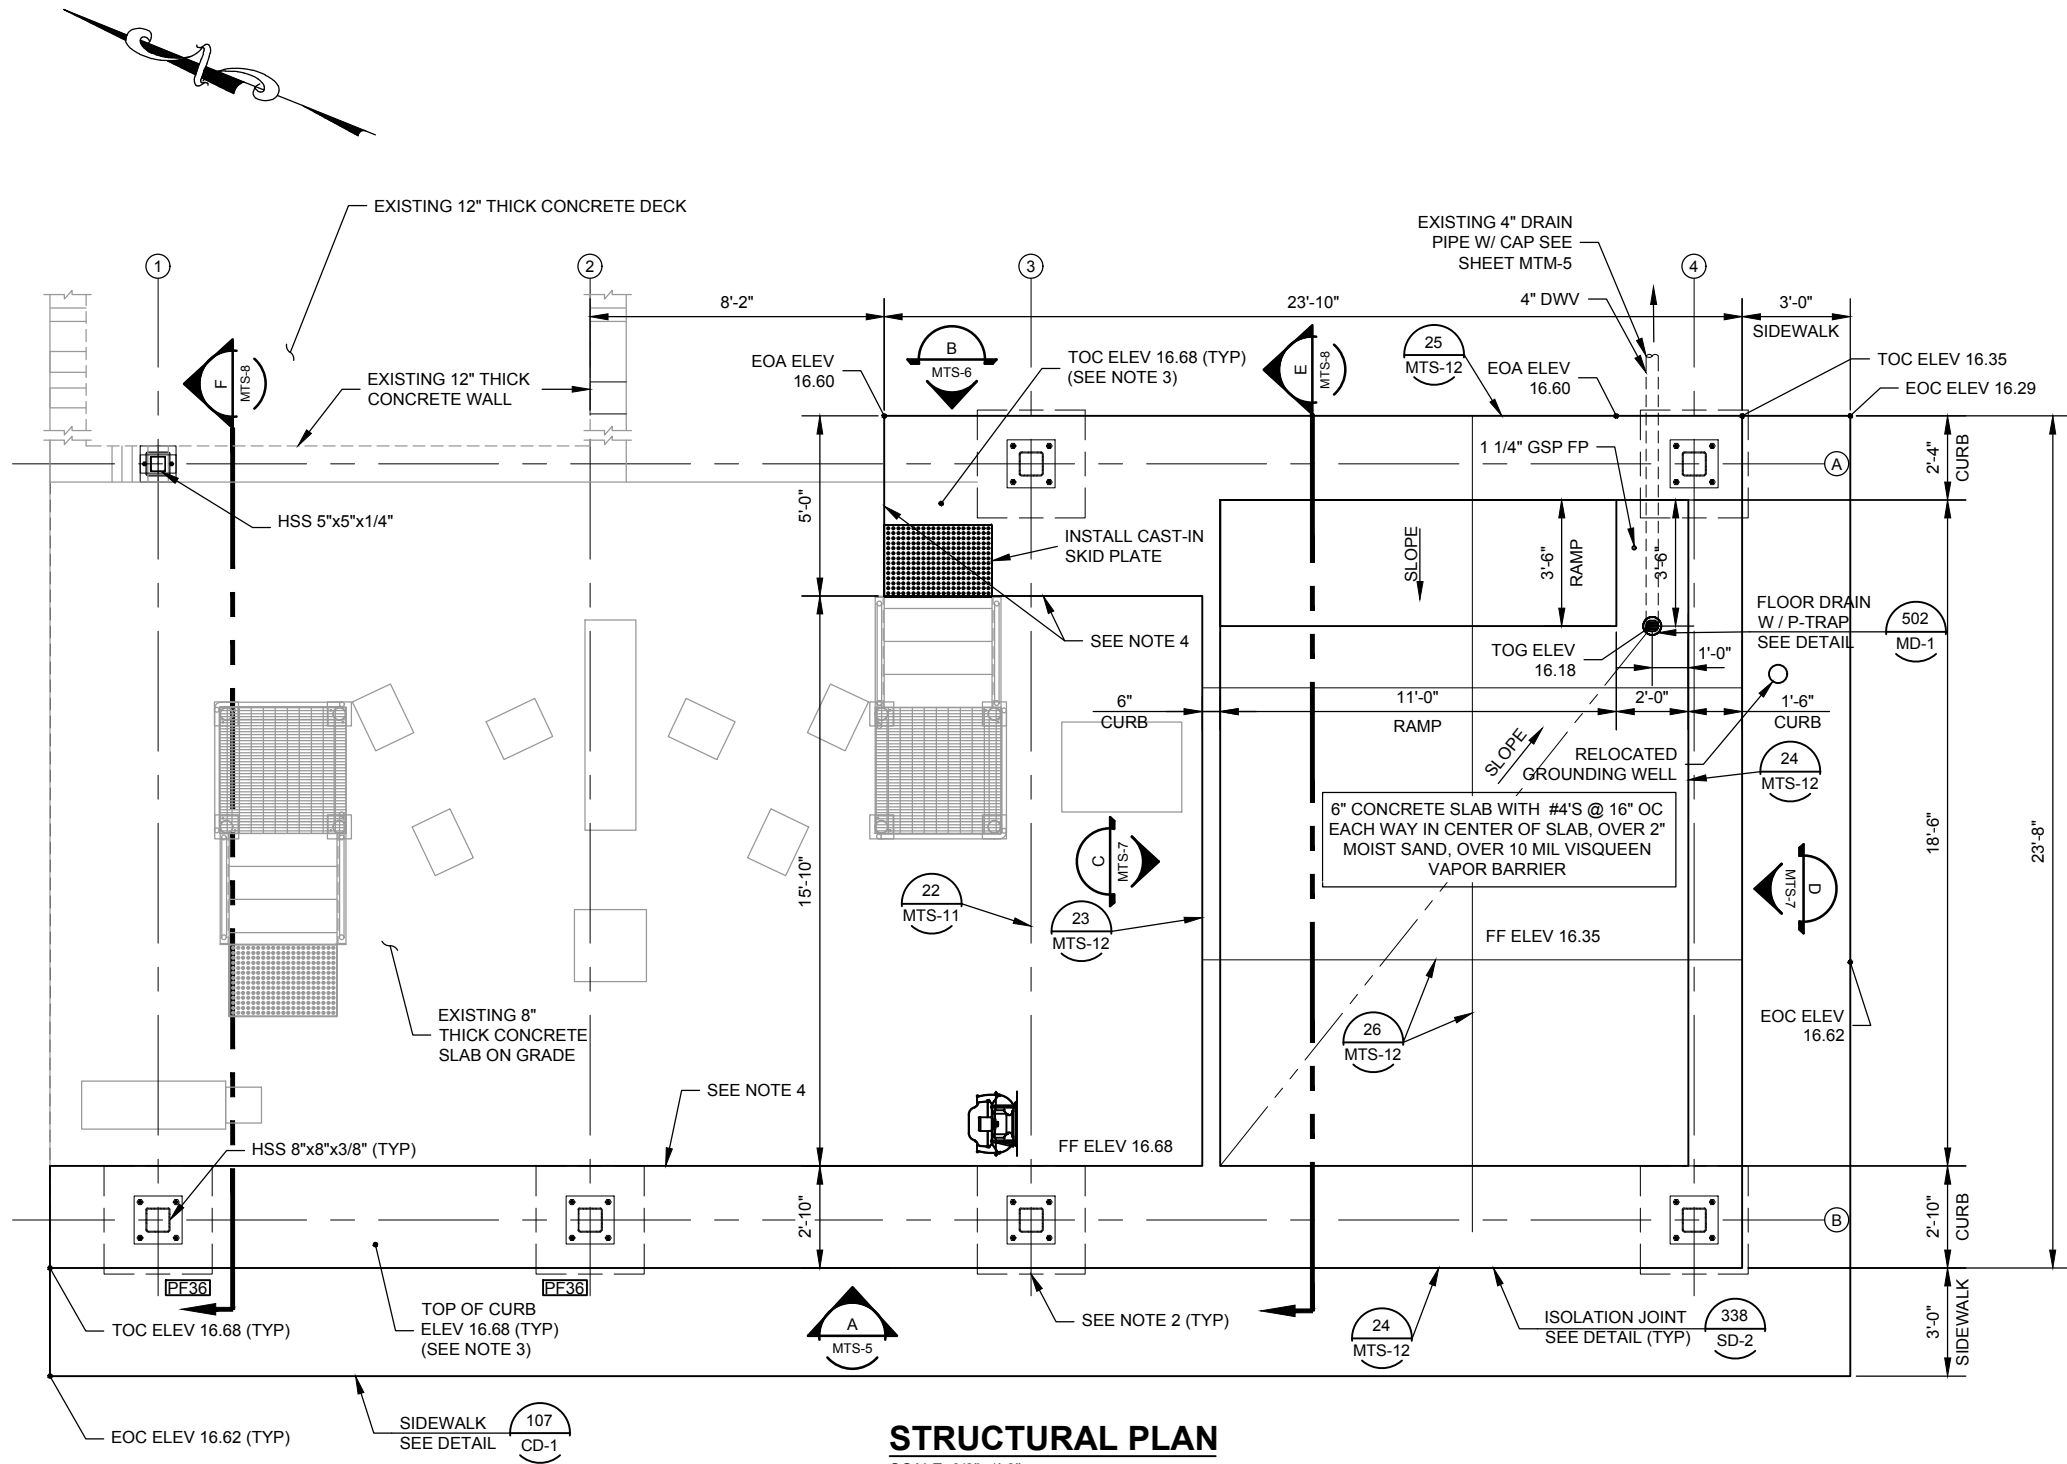 EXISTING 12" THICK CONCRETE DECK
EXISTING 4" DRAIN
PIPE W/ CAP SEE
SHEET MTM-5
1
2
3
4
8'-2"
23'-10"
4" DWV
3'-0"
SIDEWALK
F
MTS-8
EXISTING 12" THICK
CONCRETE WALL
EOA ELEV
16.60
B
MTS-6
TOC ELEV 16.68 (TYP)
(SEE NOTE 3)
E
MTS-8
25
MTS-12
EOA ELEV
16.60
TOC ELEV 16.35
EOC ELEV 16.29
1 1/4" GSP FP
A
2'-4"
CURB
HSS 5"x5"x1/4"
5'-0"
INSTALL CAST-IN
SKID PLATE
SLOPE
3'-6"
RAMP
3'-6"
SEE NOTE 4
FLOOR DRAIN
W / P-TRAP
SEE DETAIL
502
MD-1
TOG ELEV
16.18
1'-0"
6"
CURB
11'-0"
RAMP
2'-0"
1'-6"
CURB
SLOPE
RELOCATED
GROUNDING WELL
24
MTS-12
6" CONCRETE SLAB WITH #4'S @ 16" OC
EACH WAY IN CENTER OF SLAB, OVER 2"
MOIST SAND, OVER 10 MIL VISQUEEN
VAPOR BARRIER
18'-6"
23'-8"
C
MTS-7
D
MTS-7
15'-10"
22
MTS-11
23
MTS-12
FF ELEV 16.35
EXISTING 8"
THICK CONCRETE
SLAB ON GRADE
26
MTS-12
EOC ELEV
16.62
SEE NOTE 4
HSS 8"x8"x3/8" (TYP)
FF ELEV 16.68
2'-10"
B
2'-10"
CURB
PF36
PF36
TOC ELEV 16.68 (TYP)
TOP OF CURB
ELEV 16.68 (TYP)
(SEE NOTE 3)
A
MTS-5
SEE NOTE 2 (TYP)
24
MTS-12
ISOLATION JOINT
SEE DETAIL (TYP)
338
SD-2
3'-0"
SIDEWALK
EOC ELEV 16.62 (TYP)
SIDEWALK
SEE DETAIL
107
CD-1
STRUCTURAL PLAN